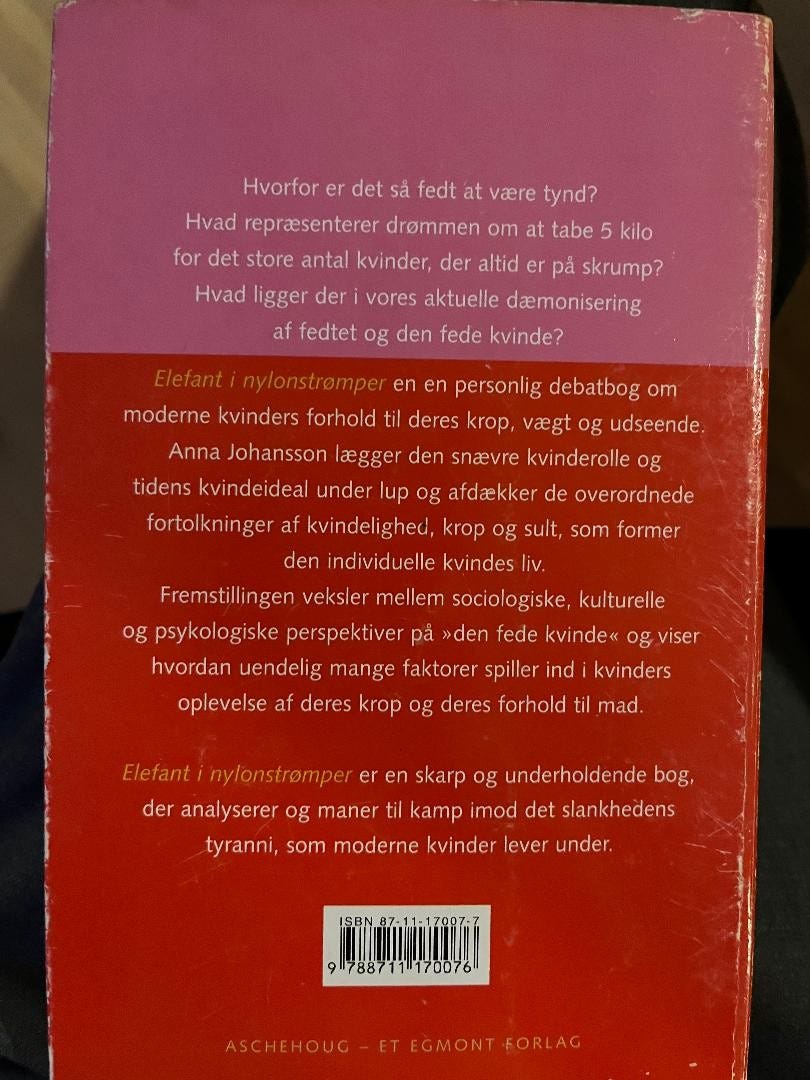 Hvorfor er det så fedt at være tynd?
Hvad repræsenterer drømmen om at tabe 5 kilo
for det store antal kvinder, der altid er på skrump?
Hvad ligger der i vores aktuelle dæmonisering
af fedtet og den fede kvinde?
Elefant i nylonstrømper en en personlig debatbog om
moderne kvinders forhold til deres krop, vægt og udseende.
Anna Johansson lægger den snævre kvinderolle og
tidens kvindeideal under lup og afdækker de overordnede
fortolkninger af kvindelighed, krop og sult, som former
den individuelle kvindes liv.
Fremstillingen veksler mellem sociologiske, kulturelle
og psykologiske perspektiver på »den fede kvinde« og viser
hvordan uendelig mange faktorer spiller ind i kvinders
oplevelse af deres krop og deres forhold til mad.
Elefant i nylonstrømper er en skarp og underholdende bog,
der analyserer og maner til kamp imod det slankhedens
tyranni, som moderne kvinder lever under.
ISBN 87-11-17007-7
9 788711 170076
ASCHEHOUG – ET EGMONT FORLAG